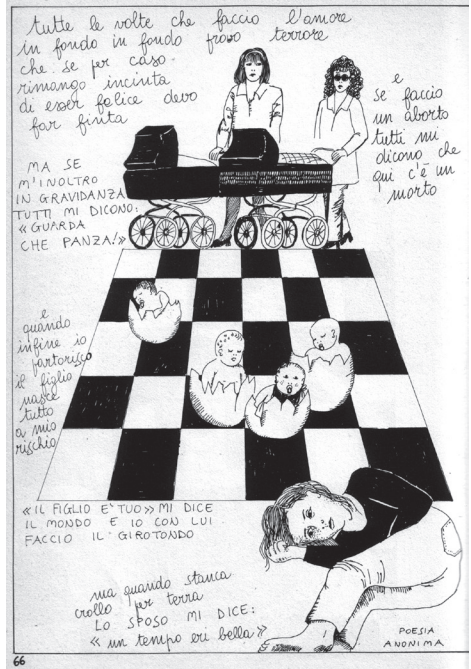 tutte le volte che faccio l'amore
in fondo in fondo provo terrore
che se per caso
rimango incinta
di esser felice devo
far finta
e
se faccio
un aborto
tutti mi
dicono che
qui c'è un
morto
MA SE
M'INOLTRO
IN GRAVIDANZA
TUTTI MI DICONO:
«GUARDA
CHE PANZA!»
e
quando
infine io
partorisco
il figlio
nasce
tutto
a mio
rischio
«IL FIGLIO E' TUO» MI DICE
IL MONDO E IO CON LUI
FACCIO IL GIROTONDO
ma quando stanca
crollo per terra
LO SPOSO MI DICE:
«un tempo eri bella»
POESIA
ANONIMA
66